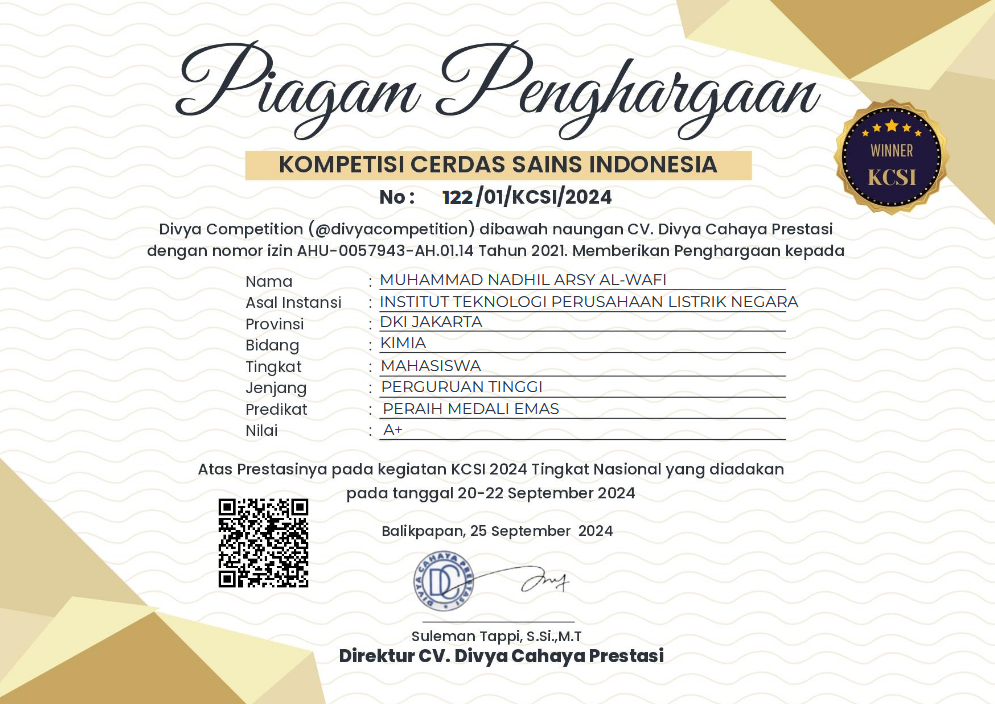 Piagam Penghargaan
WINNER
KCSI
KOMPETISI CERDAS SAINS INDONESIA
No : 122 /01/KCSI/2024
Divya Competition (@divyacompetition) dibawah naungan CV. Divya Cahaya Prestasi
dengan nomor izin AHU-0057943-AH.01.14 Tahun 2021. Memberikan Penghargaan kepada
Nama : MUHAMMAD NADHIL ARSY AL-WAFI
Asal Instansi : INSTITUT TEKNOLOGI PERUSAHAAN LISTRIK NEGARA
Provinsi : DKI JAKARTA
Bidang : KIMIA
Tingkat : MAHASISWA
Jenjang : PERGURUAN TINGGI
Predikat : PERAIH MEDALI EMAS
Nilai : A+
Atas Prestasinya pada kegiatan KCSI 2024 Tingkat Nasional yang diadakan
pada tanggal 20-22 September 2024
Balikpapan, 25 September 2024
DIVYA CAHAYA PRESTASI
DC
Suleman Tappi, S.Si.,M.T
Direktur CV. Divya Cahaya Prestasi